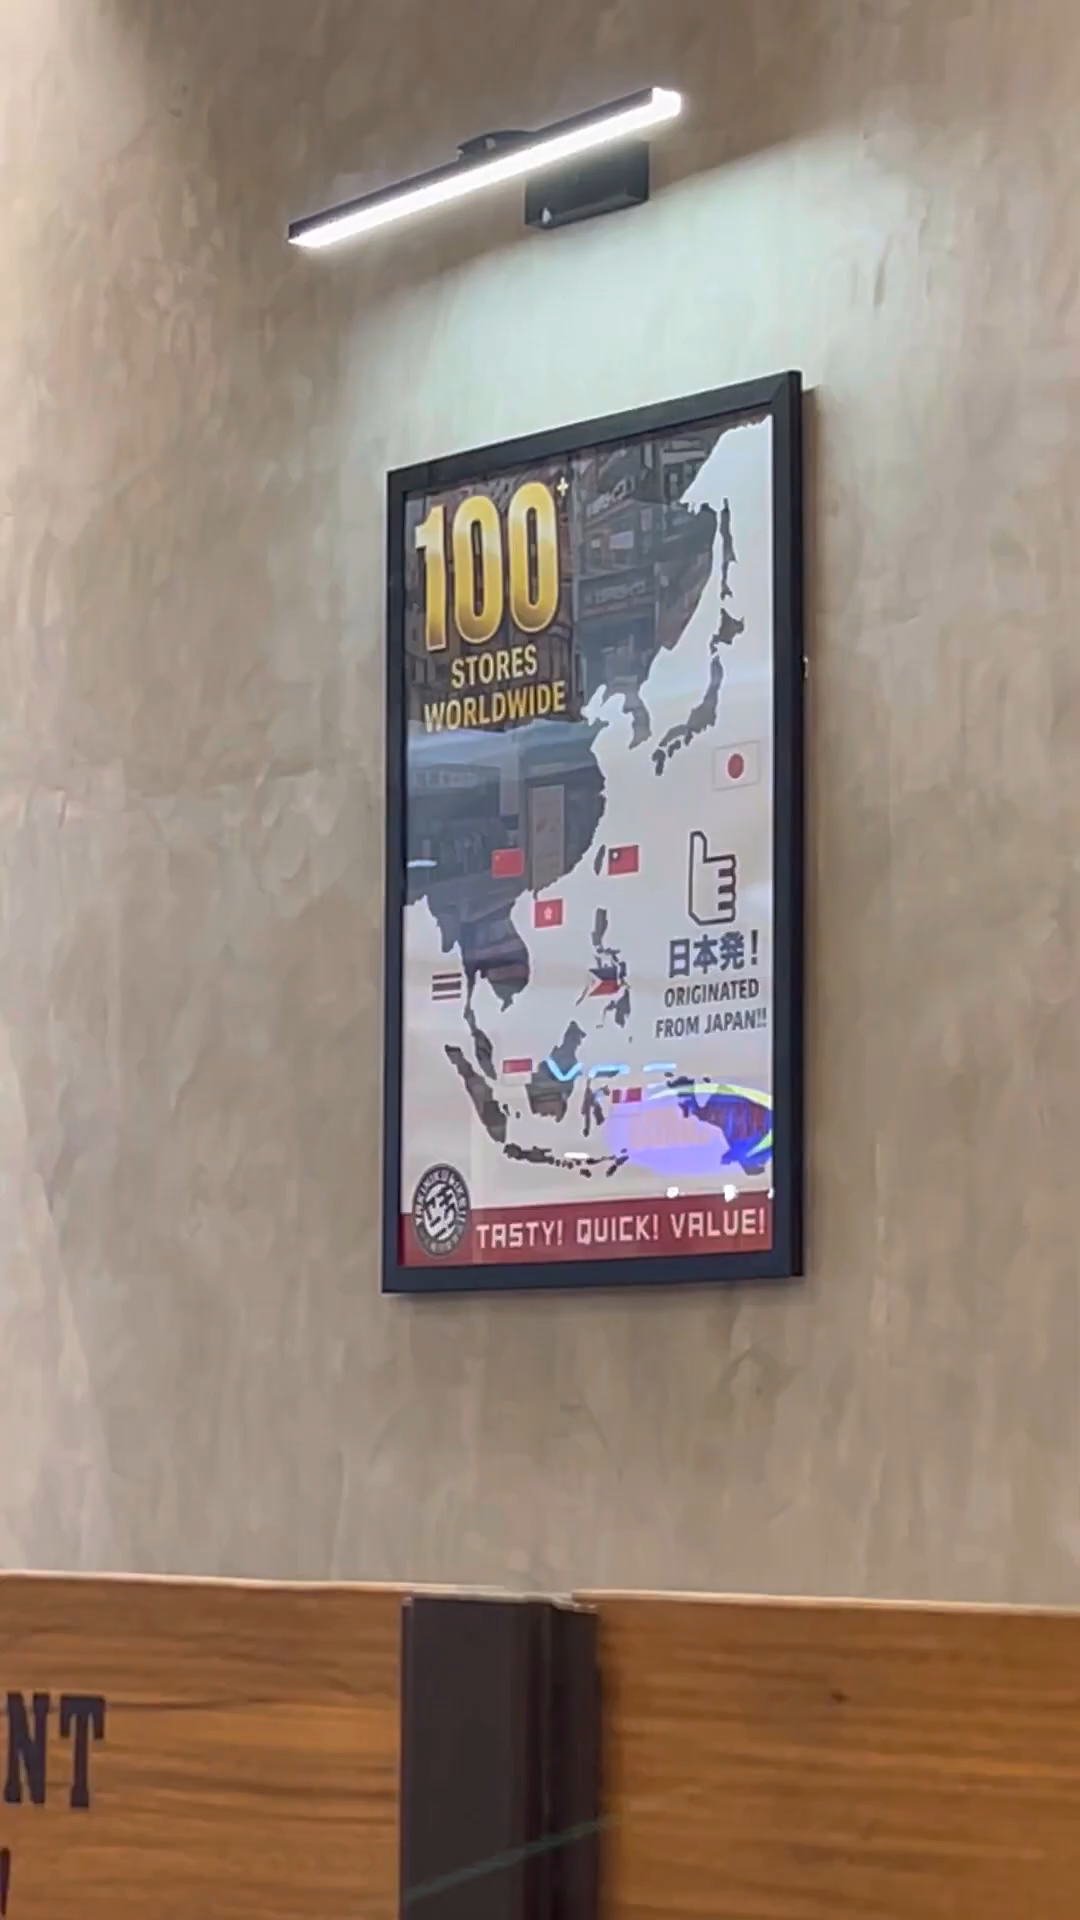 100+
STORES
WORLDWIDE
日本発!
ORIGINATED
FROM JAPAN!!
TASTY! QUICK! VALUE!
NT